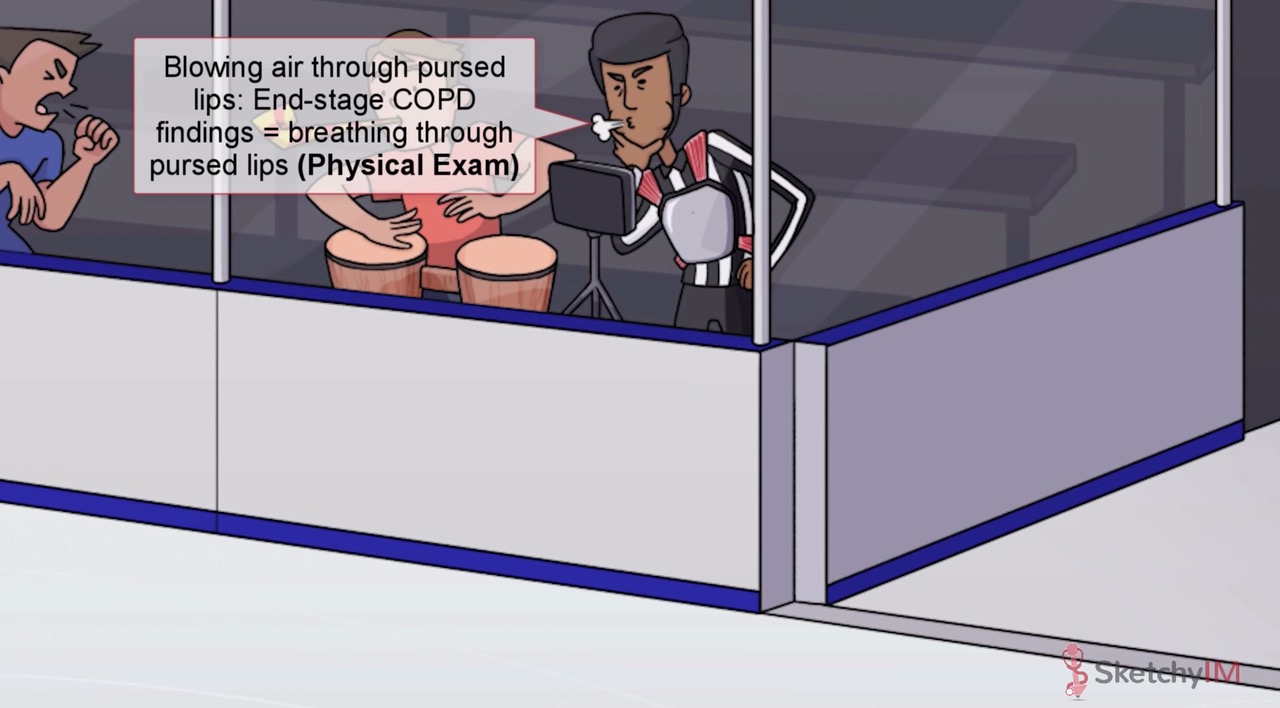 Blowing air through pursed
lips: End-stage COPD
findings = breathing through
pursed lips (Physical Exam)
SketchyIM